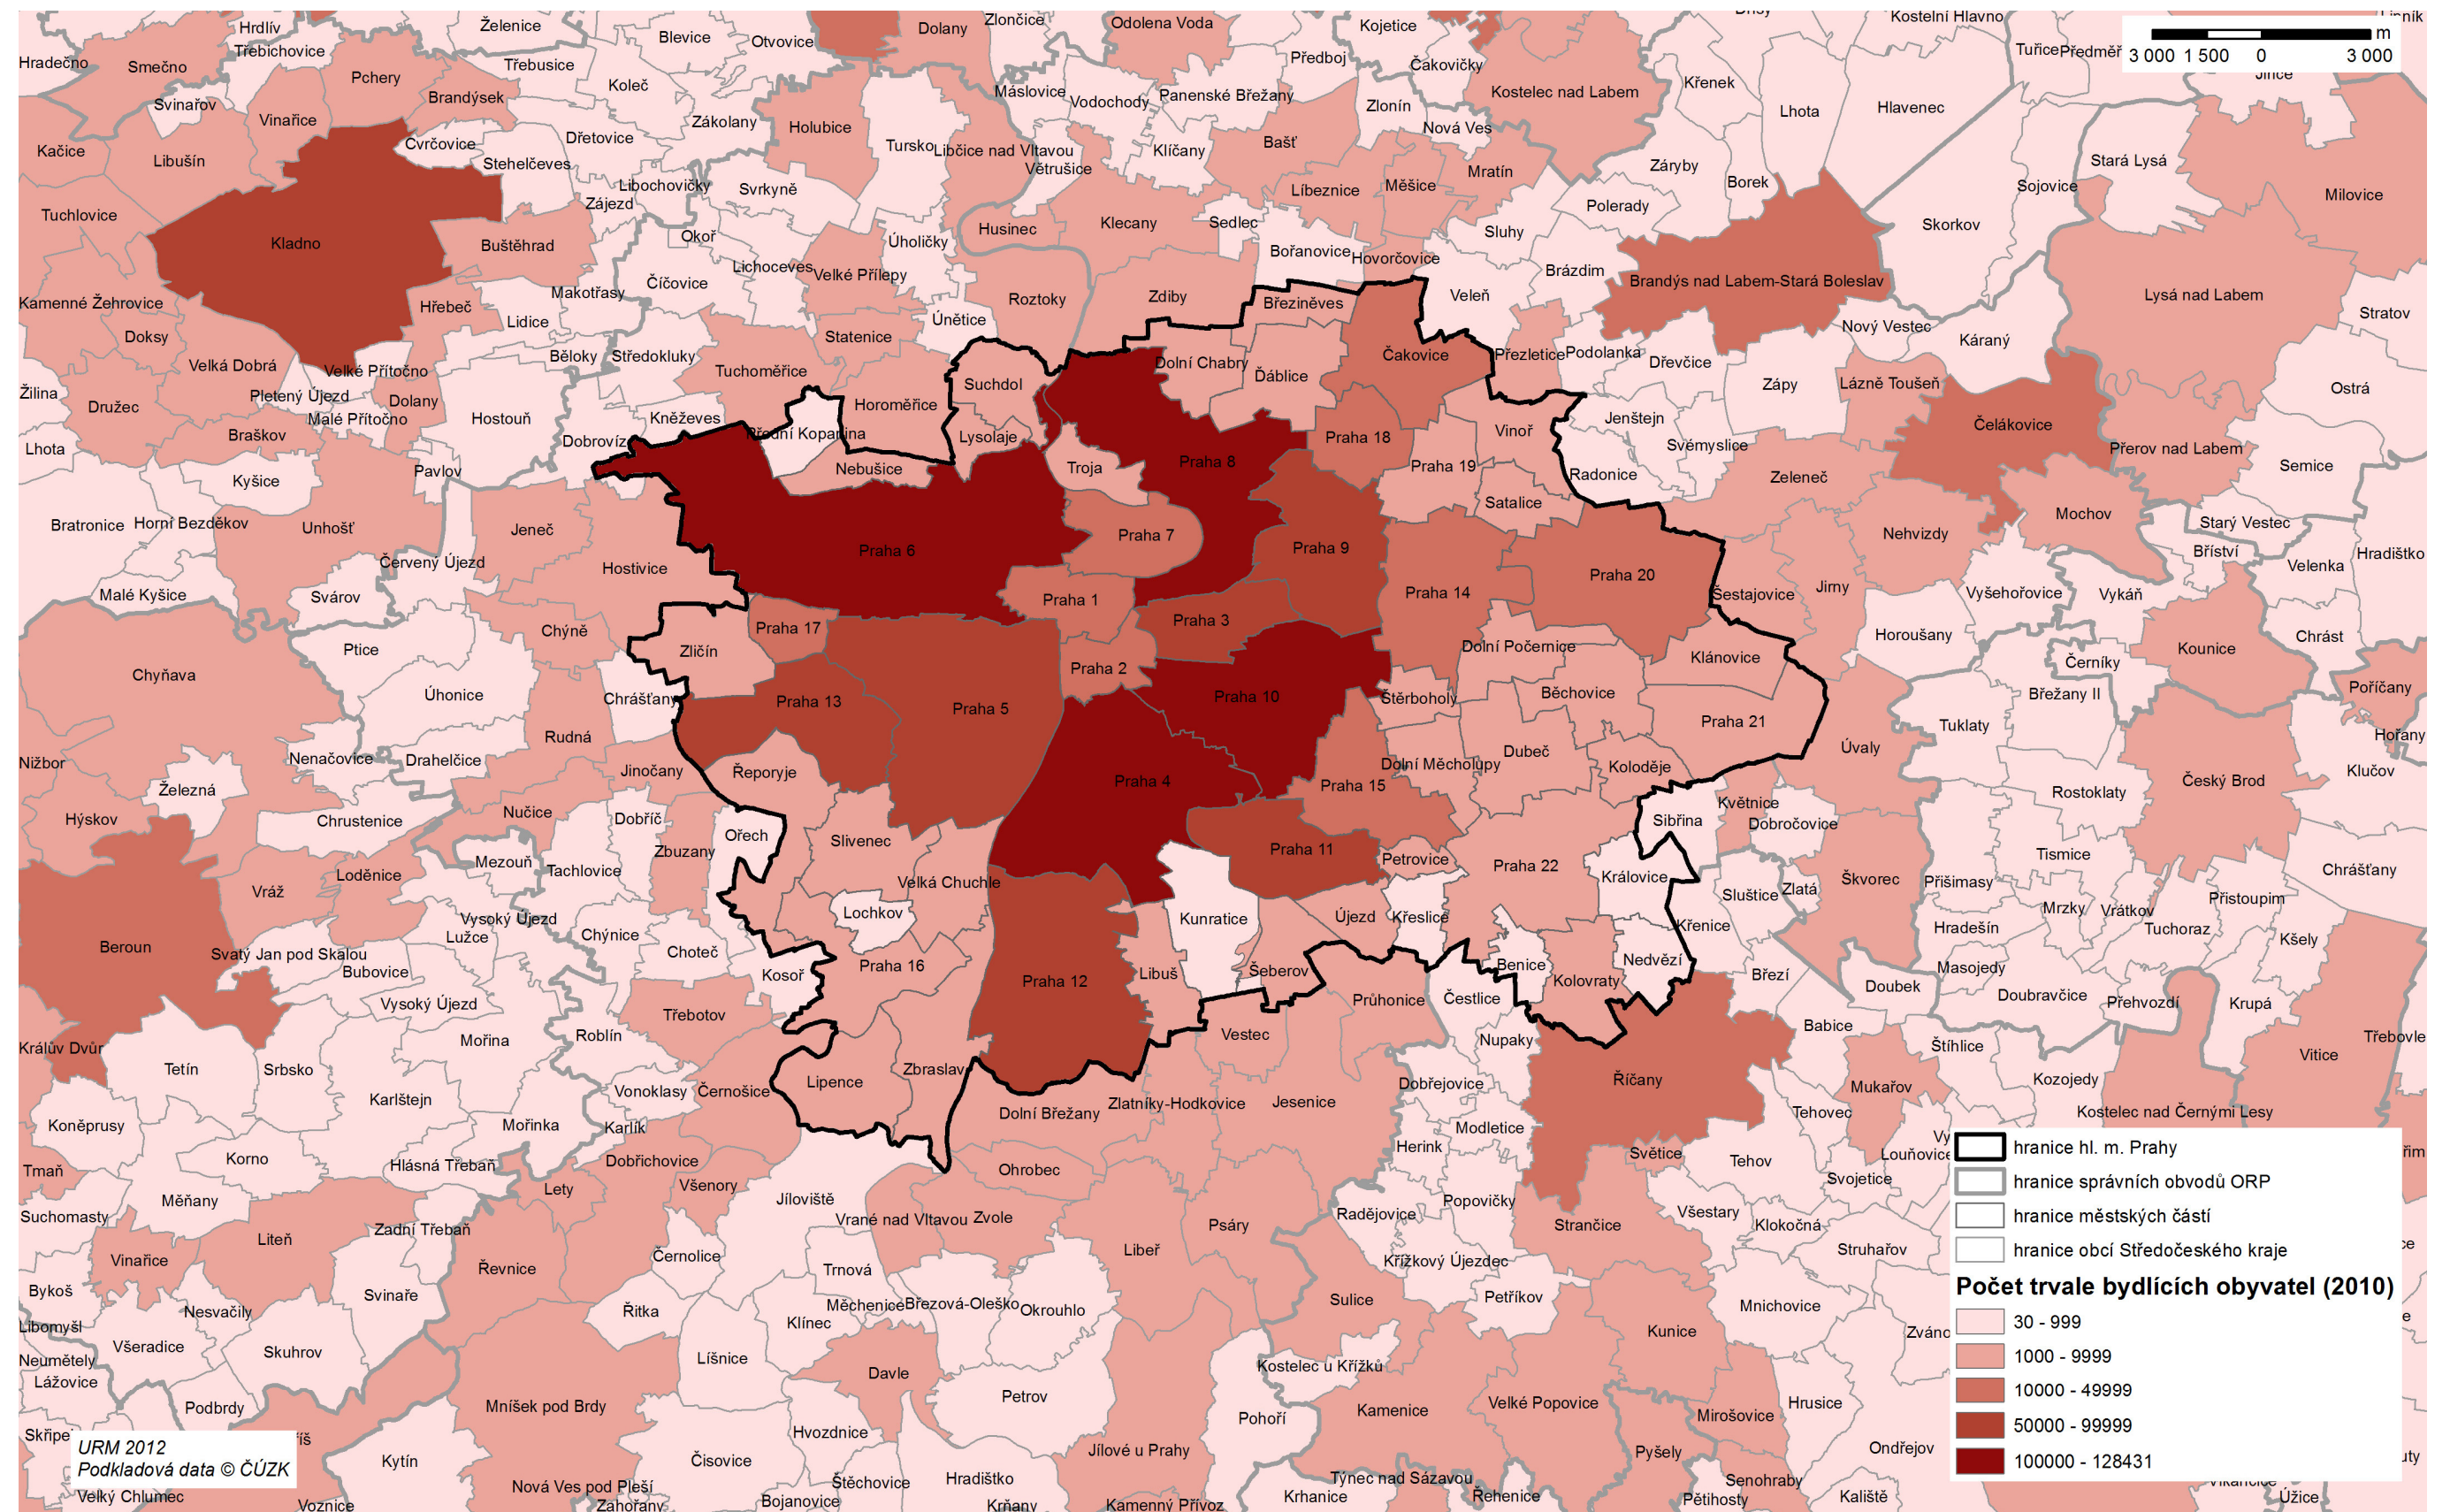 Hrdlív
Želenice
Zlončice
Odolena Voda
Kojetice
Kostelní Hlavno
Dolany
Blevice
Otvovice
Třebichovice
Hradečno
Smečno
Pchery
Třebusice
Koleč
Předboj
Čakovičky
Tuřice
Předměř
m
3 000 1 500 0 3 000
Jiřice
Svinařov
Vinařice
Brandýsek
Máslovice
Vodochody
Panenské Břežany
Zlonín
Kostelec nad Labem
Křenek
Lhota
Hlavenec
Kačice
Libušín
Cvrčovice
Stehelčeves
Dřetovice
Zákolany
Holubice
Tursko
Libčice nad Vltavou
Větrušice
Klíčany
Bašť
Nová Ves
Stará Lysá
Tuchlovice
Kladno
Buštěhrad
Zájezd
Libochovičky
Svrkyně
Líbeznice
Měšice
Mratín
Záryby
Borek
Sojovice
Milovice
Okoř
Úholičky
Husinec
Klecany
Sedlec
Polerady
Sluhy
Skorkov
Kamenné Žehrovice
Doksy
Hřebeč
Makotřasy
Číčovice
Lichoceves
Velké Přílepy
Roztoky
Zdiby
Bořanovice
Hovorčovice
Veleň
Brázdim
Brandýs nad Labem-Stará Boleslav
Lysá nad Labem
Stratov
Lidice
Únětice
Březiněves
Statenice
Nový Vestec
Káraný
Velká Dobrá
Velké Přítočno
Běloky
Středokluky
Tuchoměřice
Suchdol
Dolní Chabry
Ďáblice
Čakovice
Přezletice
Podolanka
Dřevčice
Zápy
Lázně Toušeň
Ostrá
Žilina
Družec
Pletený Újezd
Malé Přítočno
Dolany
Hostouň
Kněževes
Horoměřice
Lysolaje
Praha 18
Vinoř
Jenštejn
Svémyslice
Čelákovice
Přerov nad Labem
Semice
Lhota
Braškov
Kyšice
Pavlov
Dobrovíz
Přední Kopanina
Nebušice
Troja
Praha 8
Praha 19
Satalice
Radonice
Zeleneč
Mochov
Starý Vestec
Bratronice
Horní Bezděkov
Unhošť
Jeneč
Praha 6
Praha 7
Praha 9
Nehvizdy
Bříství
Velenka
Hradištko
Malé Kyšice
Svárov
Červený Újezd
Hostivice
Praha 1
Praha 14
Praha 20
Šestajovice
Jirny
Vyšehořovice
Vykáň
Ptice
Chýně
Praha 17
Praha 3
Horoušany
Chrást
Chyňava
Úhonice
Zličín
Praha 2
Dolní Počernice
Klánovice
Kounice
Černíky
Poříčany
Chrášťany
Praha 13
Praha 5
Praha 10
Štěrboholy
Běchovice
Praha 21
Břežany II
Tuklaty
Hořany
Nižbor
Nenačovice
Drahelčice
Rudná
Jinočany
Řeporyje
Praha 4
Dolní Měcholupy
Dubeč
Koloděje
Úvaly
Český Brod
Klučov
Železná
Hýskov
Chrustenice
Nučice
Dobříč
Ořech
Praha 15
Sibřina
Květnice
Dobročovice
Rostoklaty
Vráž
Loděnice
Mezouň
Tachlovice
Zbuzany
Slivenec
Velká Chuchle
Praha 11
Petrovice
Praha 22
Královice
Škvorec
Tismice
Chrášťany
Beroun
Svatý Jan pod Skalou
Bubovice
Vysoký Újezd
Lužce
Chýnice
Choteč
Lochkov
Kunratice
Újezd
Křeslice
Křenice
Sluštice
Zlatá
Přišimasy
Mrzky
Vrátkov
Přistoupim
Tuchoraz
Hradešín
Kšely
Vysoký Újezd
Kosoř
Praha 16
Praha 12
Libuš
Šeberov
Benice
Kolovraty
Nedvězí
Březí
Masojedy
Doubek
Doubravčice
Přehvozdí
Krupá
Králův Dvůr
Tetín
Srbsko
Mořina
Roblín
Třebotov
Průhonice
Čestlice
Nupaky
Babice
Štíhlice
Vitice
Třebovle
Vestec
Karlštejn
Vonoklasy
Černošice
Lipence
Zbraslav
Dolní Břežany
Zlatníky-Hodkovice
Jesenice
Dobřejovice
Říčany
Mukařov
Kozojedy
Kostelec nad Černými Lesy
Koněprusy
Mořinka
Karlík
Modletice
Tehovec
Tmaň
Korno
Hlásná Třebaň
Dobřichovice
Ohrobec
Herink
Světice
Tehov
Louňovice
Svojetice
hranice hl. m. Prahy
hranice správních obvodů ORP
hranice městských částí
hranice obcí Středočeského kraje
Počet trvale bydlících obyvatel (2010)
30 - 999
1000 - 9999
10000 - 49999
50000 - 99999
100000 - 128431
Suchomasty
Měňany
Lety
Všenory
Jíloviště
Vrané nad Vltavou
Zvole
Psáry
Radějovice
Popovičky
Strančice
Všestary
Klokočná
Zadní Třebaň
Vinařice
Liteň
Řevnice
Černolice
Trnová
Libeř
Křížkový Újezdec
Struhařov
Bykoš
Nesvačily
Svinaře
Řitka
Měchenice
Březová-Oleško
Okrouhlo
Sulice
Petříkov
Mnichovice
Libomyšl
Všeradice
Skuhrov
Klínec
Kunice
Neumětely
Lážovice
Líšnice
Davle
Kostelec u Křížků
Podbrdy
Mníšek pod Brdy
Petrov
Pohoří
Kamenice
Velké Popovice
Mirošovice
Hrusice
Hvozdnice
Jílové u Prahy
Pyšely
Ondřejov
URM 2012
Podkladová data © ČÚZK
Kytín
Čisovice
Štěchovice
Hradištko
Týnec nad Sázavou
Senohraby
Velký Chlumec
Voznice
Nová Ves pod Pleší
Zahořany
Bojanovice
Krňany
Kamenný Přívoz
Krhanice
Řehenice
Pětihosty
Kaliště
Úžice